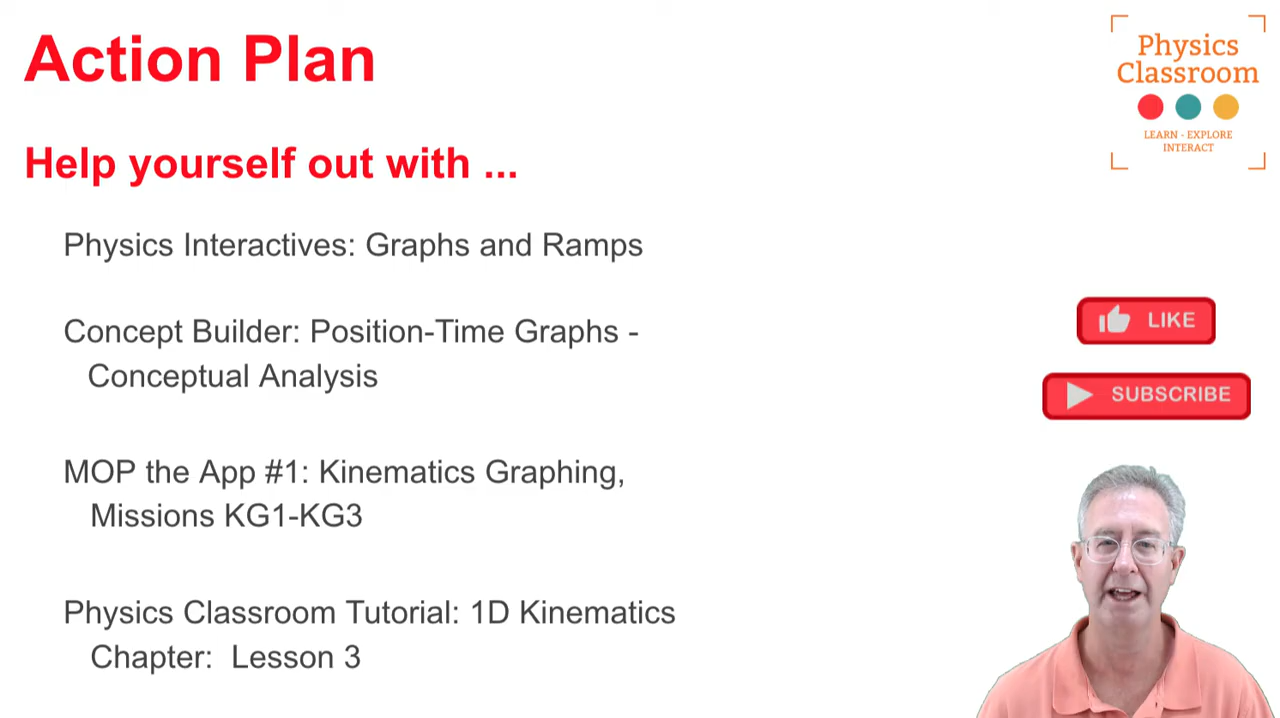 Action Plan
Physics
Classroom
LEARN - EXPLORE
INTERACT
Help yourself out with ...
Physics Interactives: Graphs and Ramps
Concept Builder: Position-Time Graphs -
Conceptual Analysis
MOP the App #1: Kinematics Graphing,
Missions KG1-KG3
Physics Classroom Tutorial: 1D Kinematics
Chapter:  Lesson 3
LIKE
SUBSCRIBE